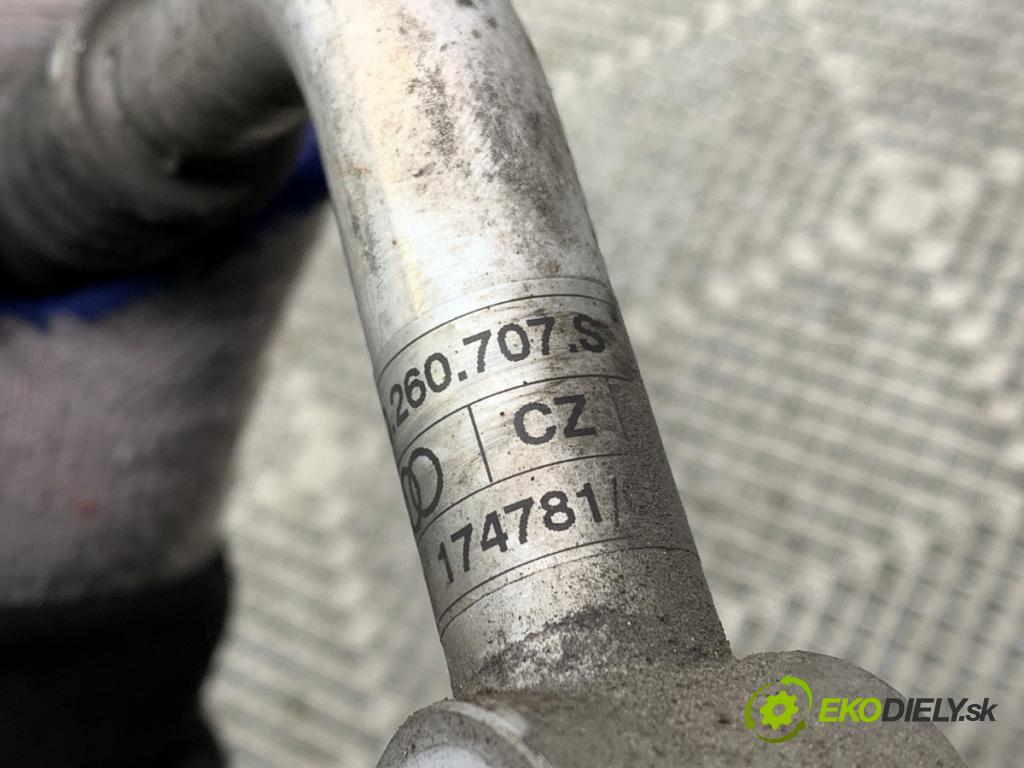 .260.707.S
CZ
174781/
EKODIELY.sk